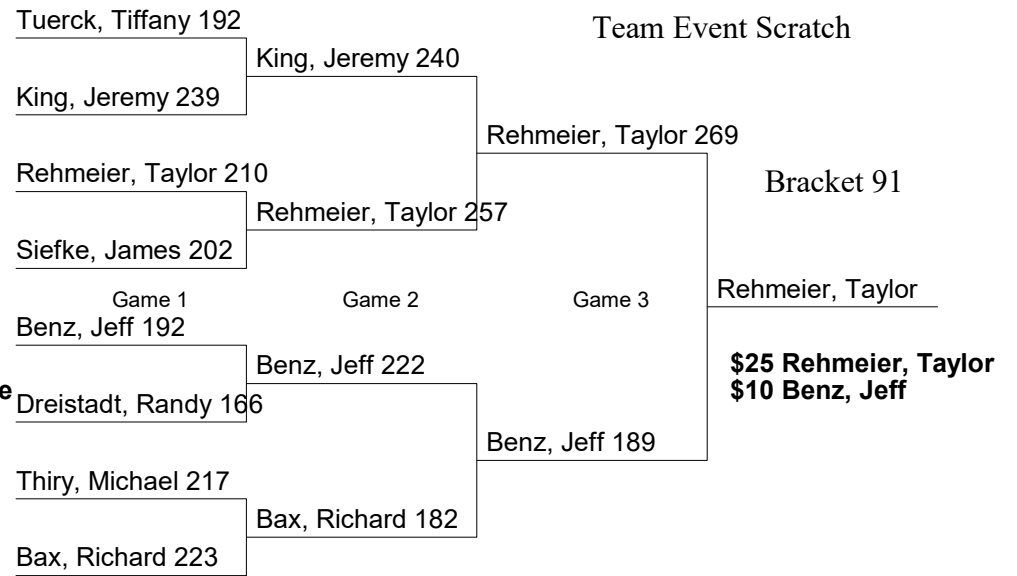 Tuerck, Tiffany 192
Team Event Scratch
King, Jeremy 240
King, Jeremy 239
Rehmeier, Taylor 269
Rehmeier, Taylor 210
Bracket 91
Rehmeier, Taylor 257
Siefke, James 202
Game 1
Game 2
Game 3
Rehmeier, Taylor
Benz, Jeff 192
Benz, Jeff 222
$25 Rehmeier, Taylor
$10 Benz, Jeff
e
Dreistadt, Randy 166
Benz, Jeff 189
Thiry, Michael 217
Bax, Richard 182
Bax, Richard 223